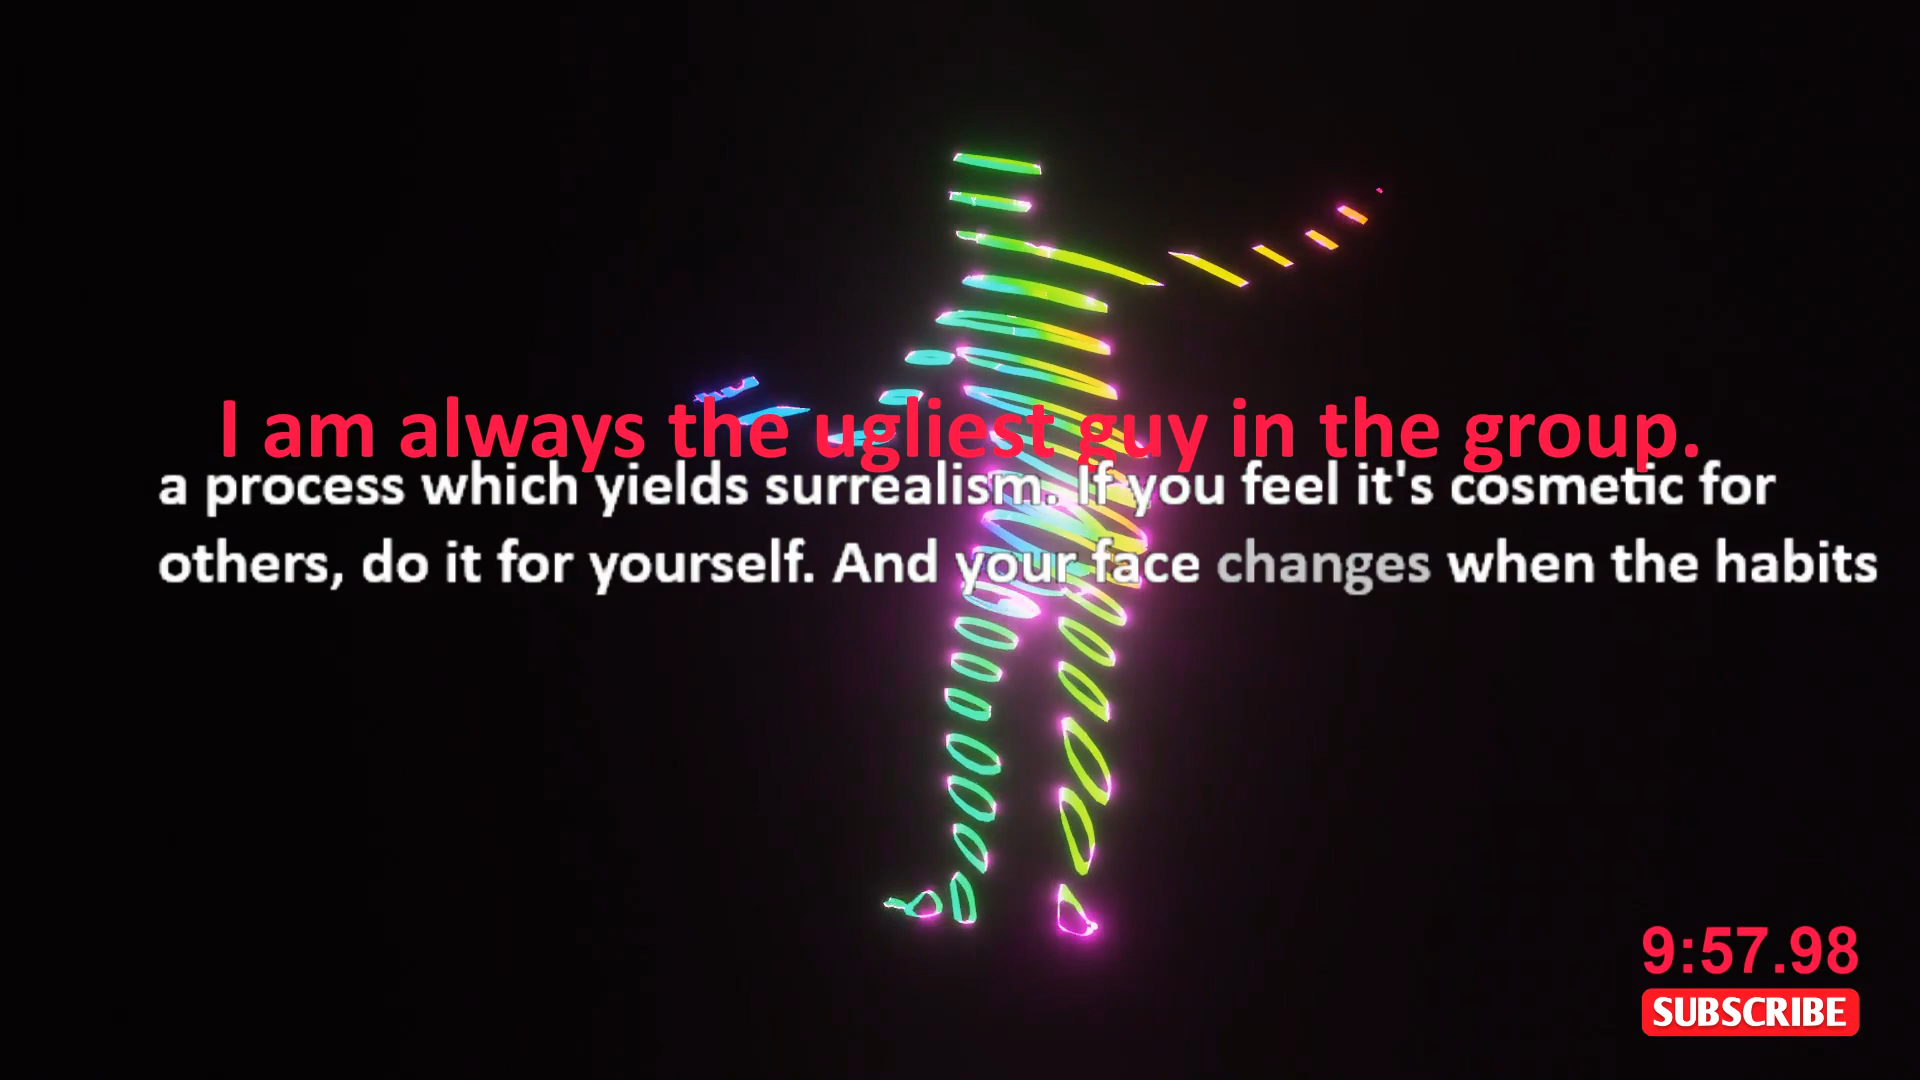 I am always the ugliest guy in the group.
a process which yields surrealism. If you feel it's cosmetic for
others, do it for yourself. And your face changes when the habits
9:57.98
SUBSCRIBE